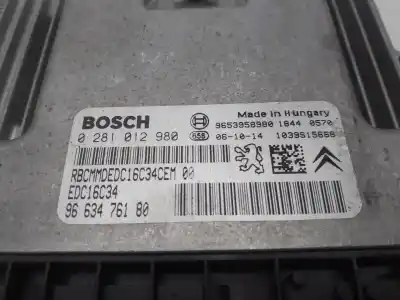 BOSCH
Made in Hungary
0 281 012 980
9653958980 1844 0570
06-10-14 1039S15658
RBCMMDEDC16C34CEM 00
EDC16C34
96 634 761 80